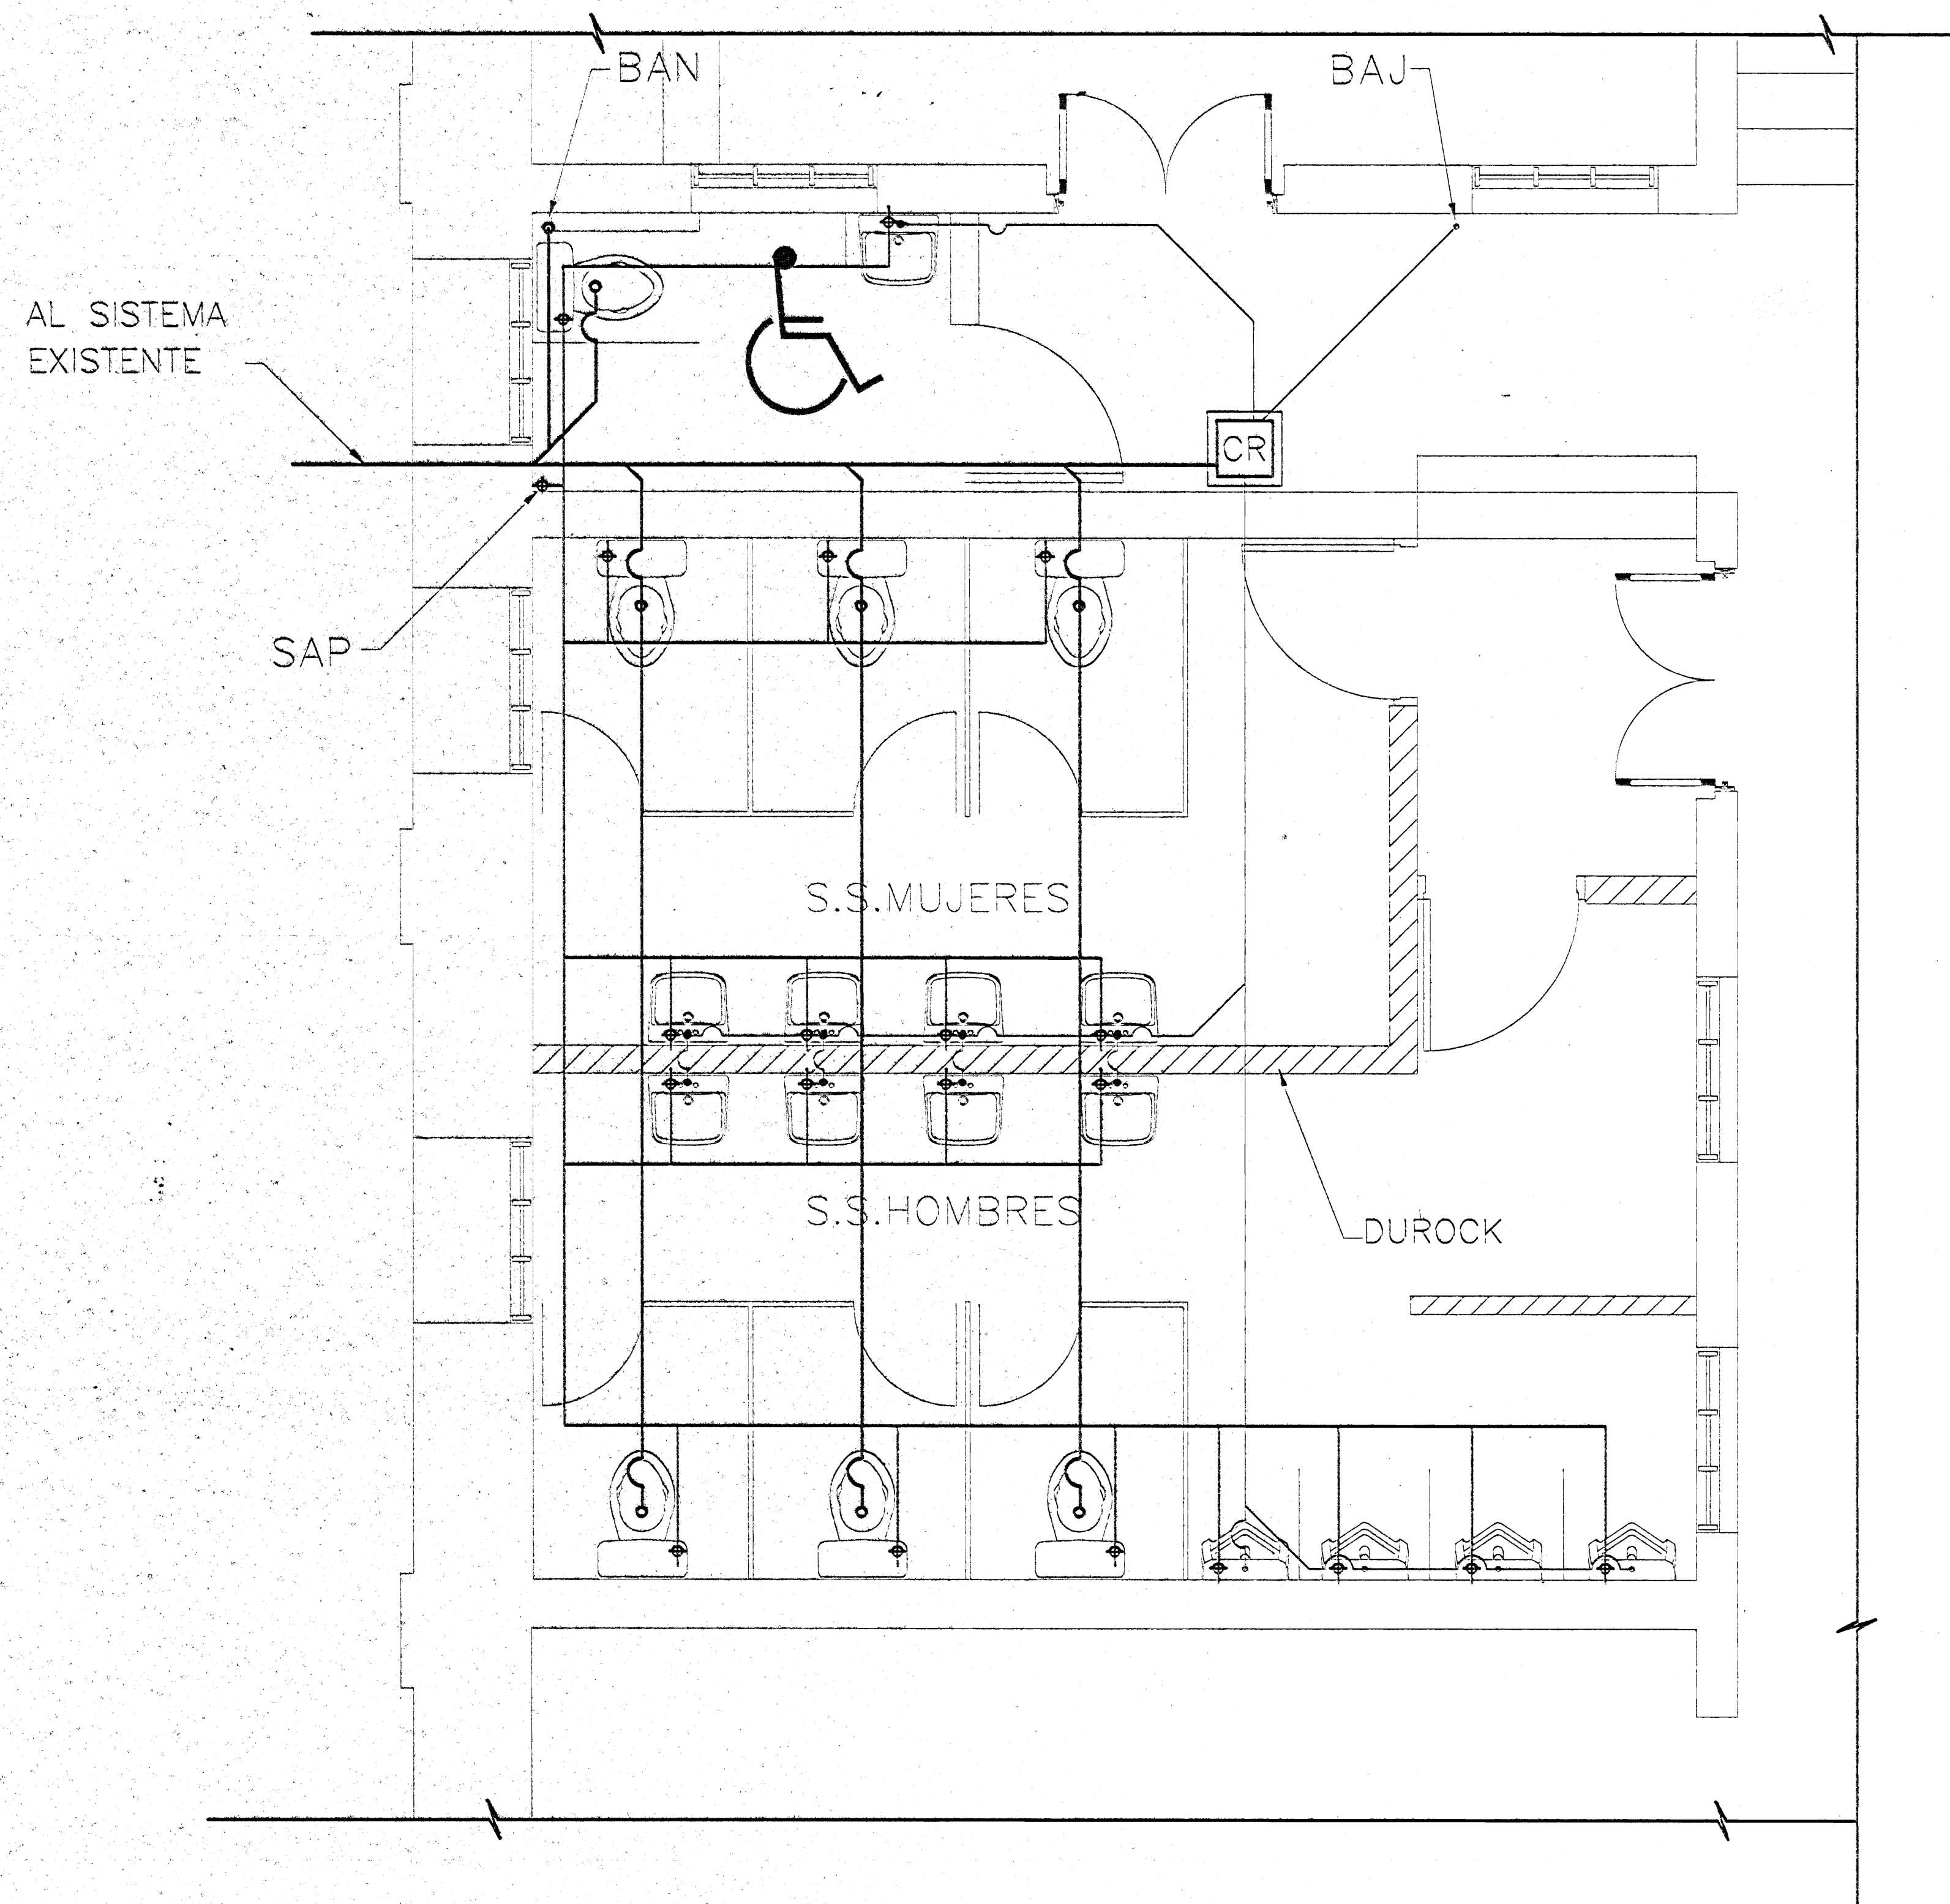 BAN
BAJ
AL SISTEMA
EXISTENTE
CR
SAP
S.S.MUJERES
S.S.HOMBRES
DUROCK